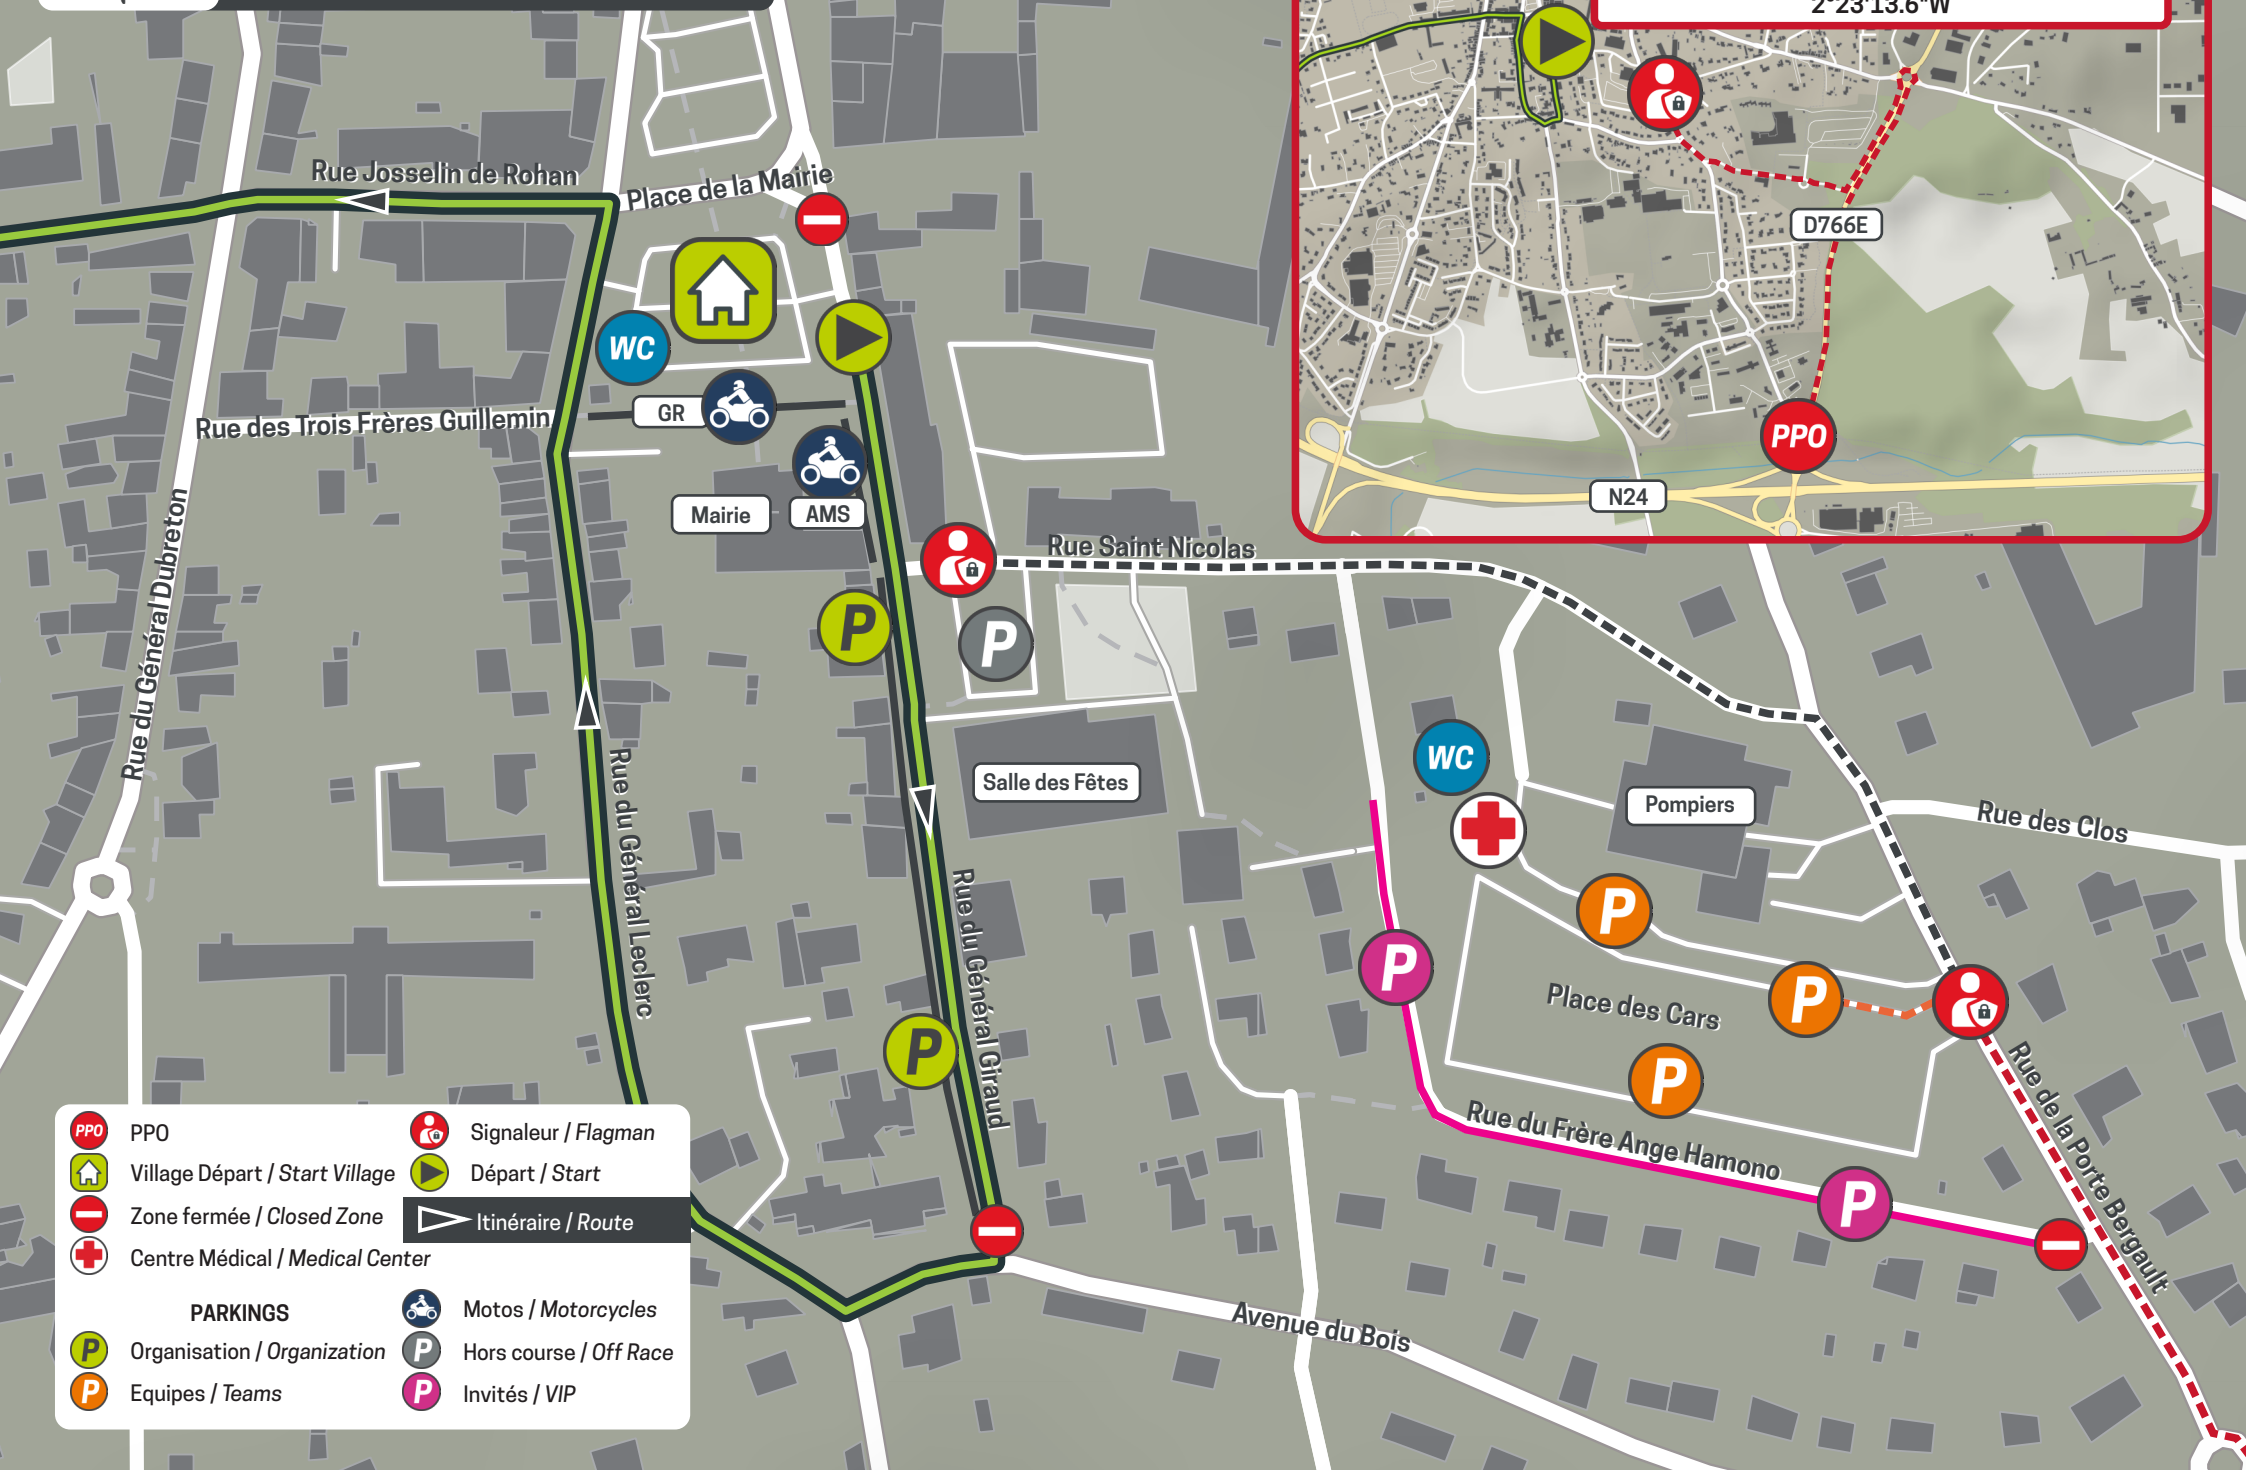 2°23'13.6"W
D766E
PPO
N24
Rue Josselin de Rohan
Place de la Mairie
WC
GR
Rue des Trois Frères Guillemin
Mairie
AMS
Rue Saint Nicolas
P
P
Rue du Général Dubreton
Salle des Fêtes
WC
Pompiers
Rue des Clos
Rue du Général Leclerc
Rue du Général Giraud
P
P
P
Place des Cars
P
P
P
Rue du Frère Ange Hamono
P
Rue de la Porte Bergault
Avenue du Bois
PPO PPO
Signaleur / Flagman
Village Départ / Start Village
Départ / Start
Zone fermée / Closed Zone
Itinéraire / Route
Centre Médical / Medical Center
PARKINGS
Motos / Motorcycles
P Organisation / Organization
P Hors course / Off Race
P Equipes / Teams
P Invités / VIP